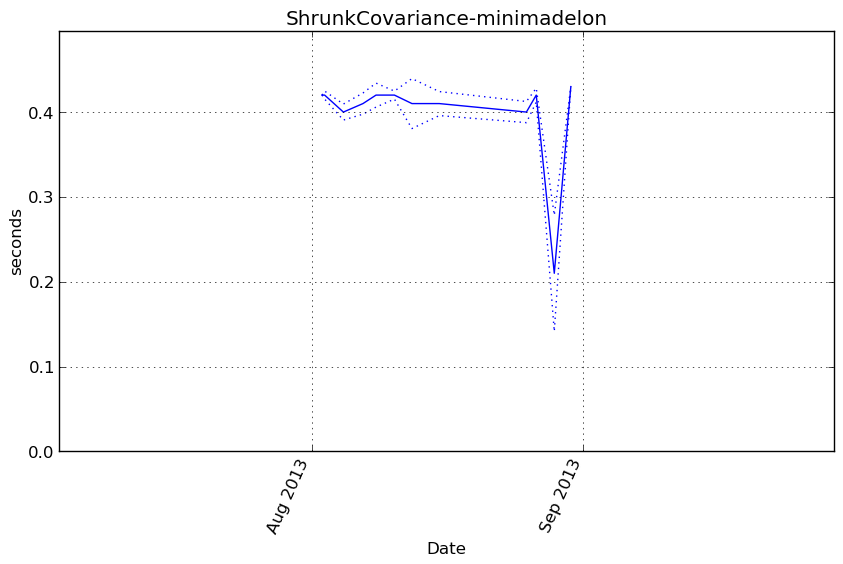 ShrunkCovariance-minimadelon
0.4
0.3
0.2
0.1
0.0
seconds
Aug 2013
Sep 2013
Date